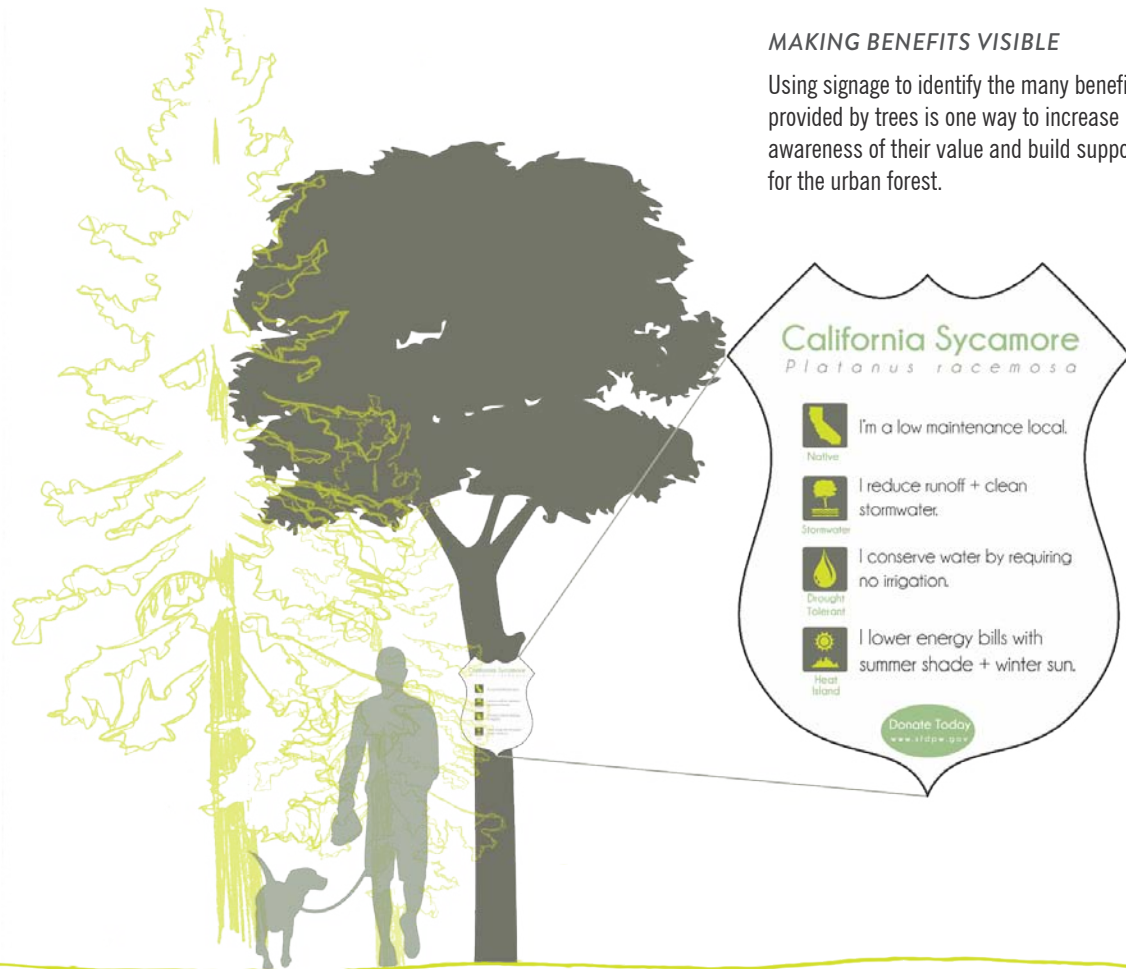 MAKING BENEFITS VISIBLE
Using signage to identify the many benefi
provided by trees is one way to increase
awareness of their value and build suppo
for the urban forest.
California Sycamore
Platanus racemosa
I'm a low maintenance local.
Native
I reduce runoff + clean
stormwater.
Stormwater
I conserve water by requiring
no irrigation.
Drought
Tolerant
I lower energy bills with
summer shade + winter sun.
Heat
Island
Donate Today
www.sfdpw.gov
California Sycamore